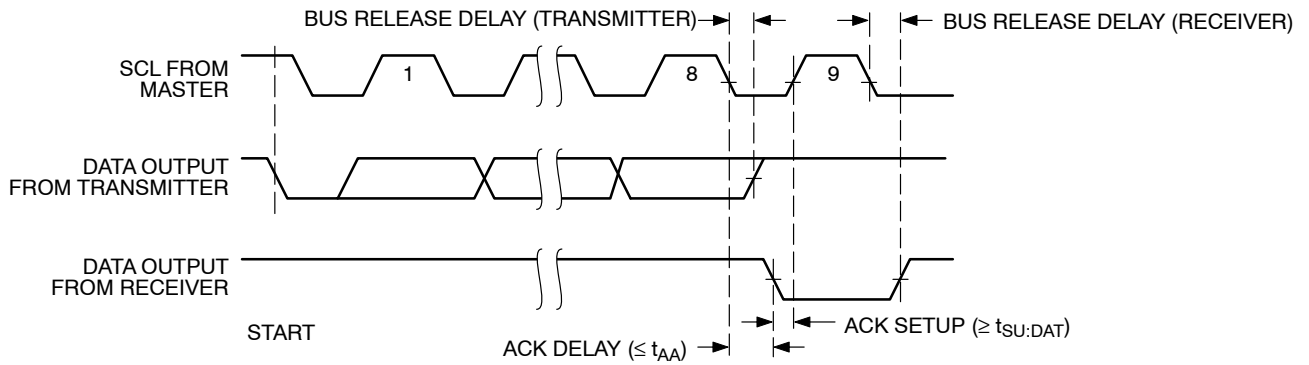 BUS RELEASE DELAY (TRANSMITTER)
BUS RELEASE DELAY (RECEIVER)
SCL FROM
MASTER
1
8
9
DATA OUTPUT
FROM TRANSMITTER
DATA OUTPUT
FROM RECEIVER
START
ACK SETUP (≥ tSU:DAT)
ACK DELAY (≤ tAA)